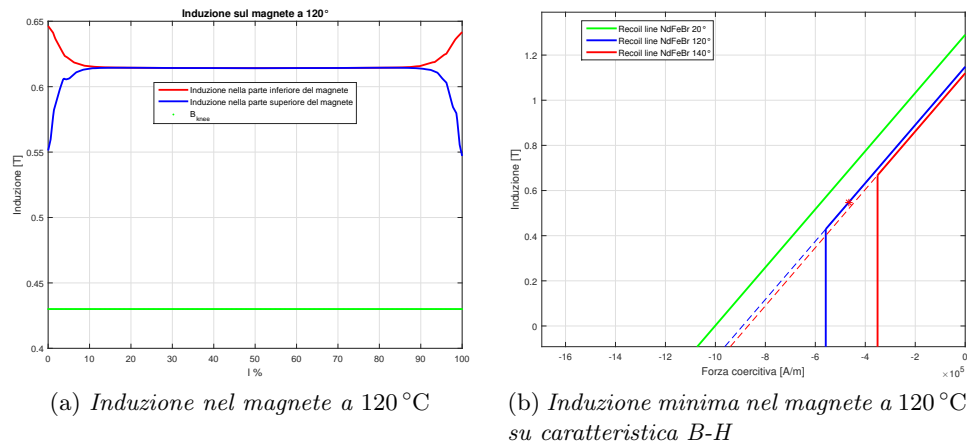 Induzione sul magnete a 120°
Induzione [T]
0.65
0.6
0.55
0.5
0.45
0.4
Induzione nella parte inferiore del magnete
Induzione nella parte superiore del magnete
B_knee
0 10 20 30 40 50 60 70 80 90 100
l %
(a) Induzione nel magnete a 120 °C
Induzione [T]
1.2
1
0.8
0.6
0.4
0.2
0
Recoil line NdFeBr 20°
Recoil line NdFeBr 120°
Recoil line NdFeBr 140°
-16 -14 -12 -10 -8 -6 -4 -2 0
Forza coercitiva [A/m]
×10^5
(b) Induzione minima nel magnete a 120 °C
su caratteristica B-H